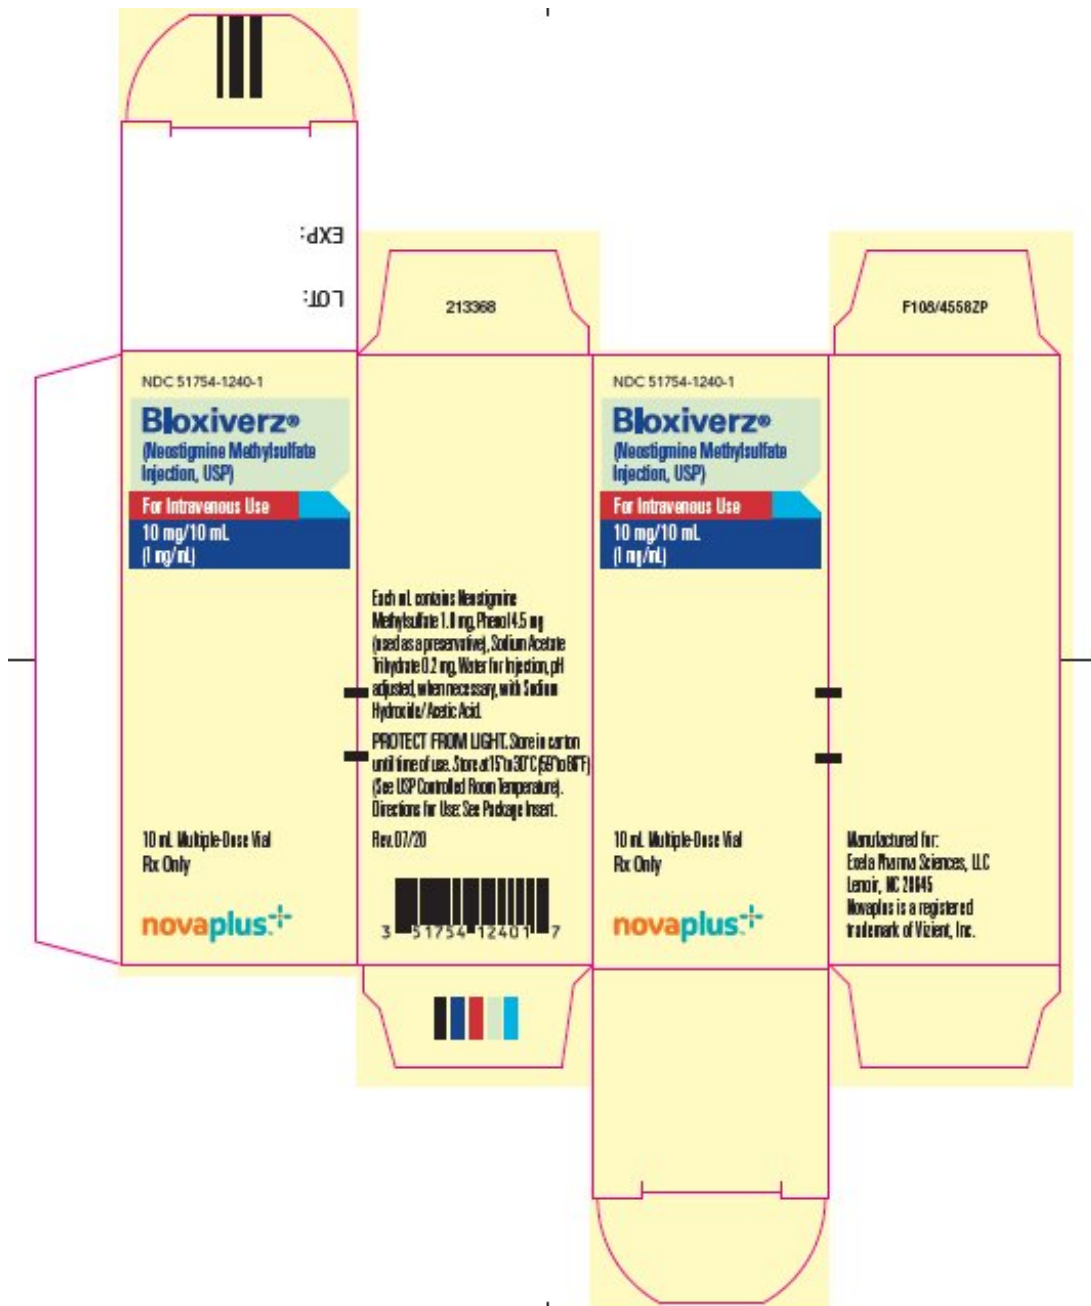 EXP:
LOT:
213368
F106/4558ZP
NDC 51754-1240-1
Bloxiverz®
(Neostigmine Methylsulfate
Injection, USP)
For Intravenous Use
10 mg/10 mL
(1 mg/mL)
10 mL Multiple-Dose Vial
Rx Only
novaplus™
Each mL contains Neostigmine
Methylsulfate 1.0 mg, Phenol 4.5 mg
(used as a preservative), Sodium Acetate
Trihydrate 0.2 mg, Water for Injection, pH
adjusted, when necessary, with Sodium
Hydroxide/Acetic Acid.
PROTECT FROM LIGHT. Store in carton
until time of use. Store at 15° to 30°C (59° to 86°F)
(See USP Controlled Room Temperature).
Directions for Use: See Package Insert.
Rev. 07/20
3 51754 12401 7
NDC 51754-1240-1
Bloxiverz®
(Neostigmine Methylsulfate
Injection, USP)
For Intravenous Use
10 mg/10 mL
(1 mg/mL)
10 mL Multiple-Dose Vial
Rx Only
novaplus™
Manufactured for:
Exela Pharma Sciences, LLC
Lenoir, NC 28645
Novaplus is a registered
trademark of Vizient, Inc.